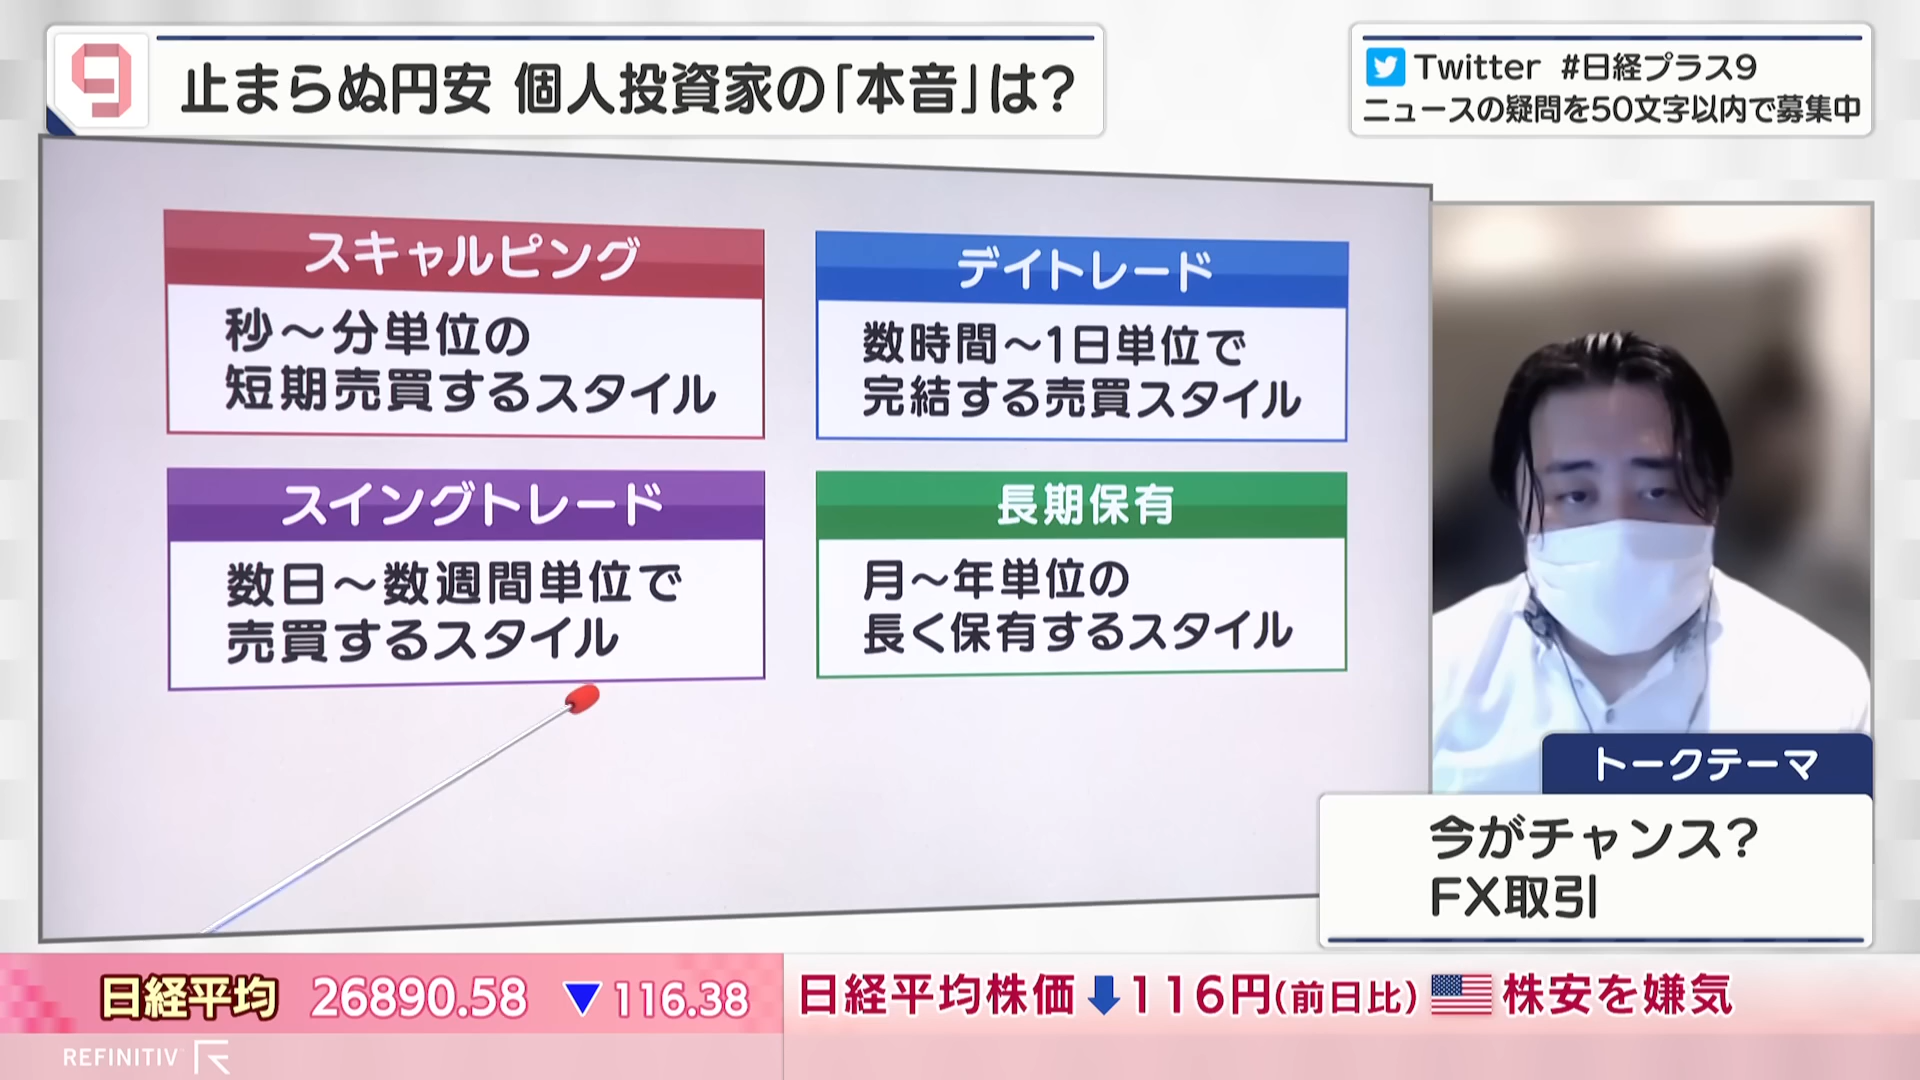 9
止まらぬ円安 個人投資家の「本音」は?
Twitter #日経プラス9
ニュースの疑問を50文字以内で募集中
スキャルピング
秒~分単位の
短期売買するスタイル
デイトレード
数時間~1日単位で
完結する売買スタイル
スイングトレード
数日~数週間単位で
売買するスタイル
長期保有
月~年単位の
長く保有するスタイル
トークテーマ
今がチャンス?
FX取引
日経平均 26890.58 ▼116.38
日経平均株価⬇116円(前日比) 株安を嫌気
REFINITIV